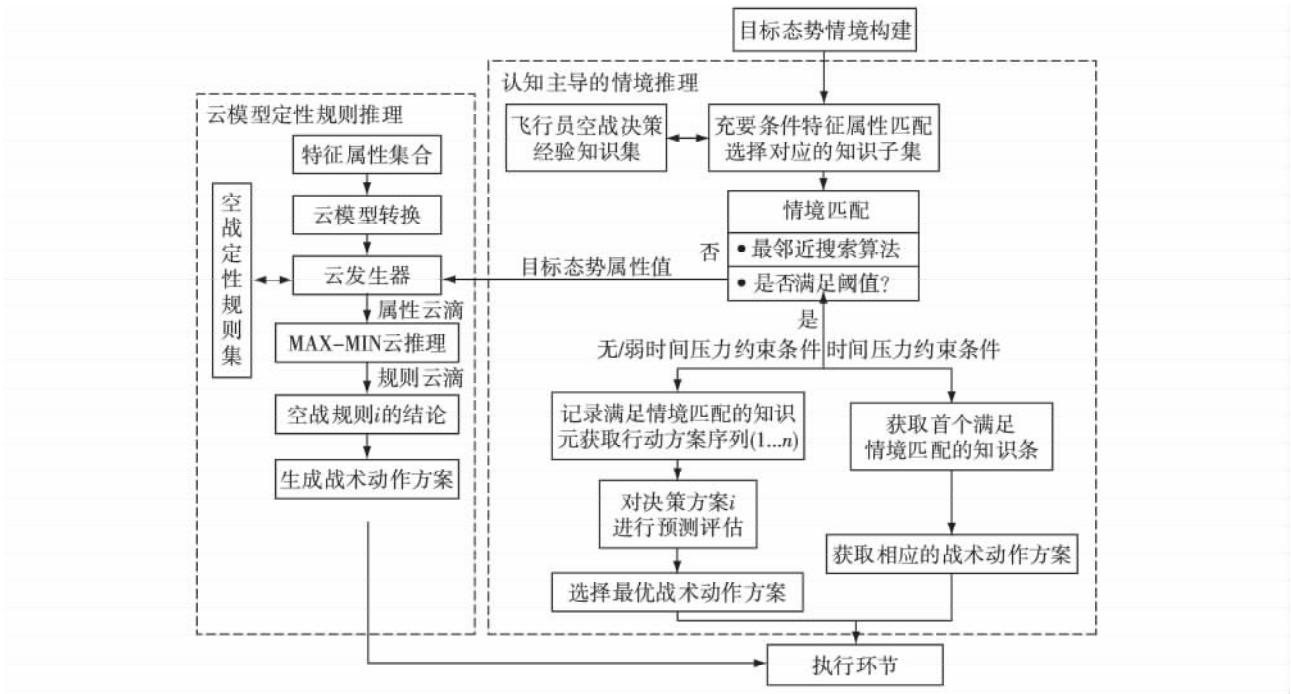 目标态势情境构建
认知主导的情境推理
飞行员空战决策
经验知识集
充要条件特征属性匹配
选择对应的知识子集
情境匹配
• 最邻近搜索算法
• 是否满足阈值?
否
是
目标态势属性值
无/弱时间压力约束条件
时间压力约束条件
记录满足情境匹配的知识
元获取行动方案序列(1...n)
对决策方案i
进行预测评估
选择最优战术动作方案
获取首个满足
情境匹配的知识条
获取相应的战术动作方案
云模型定性规则推理
特征属性集合
云模型转换
云发生器
空战定性规则集
属性云滴
MAX-MIN云推理
规则云滴
空战规则i的结论
生成战术动作方案
执行环节